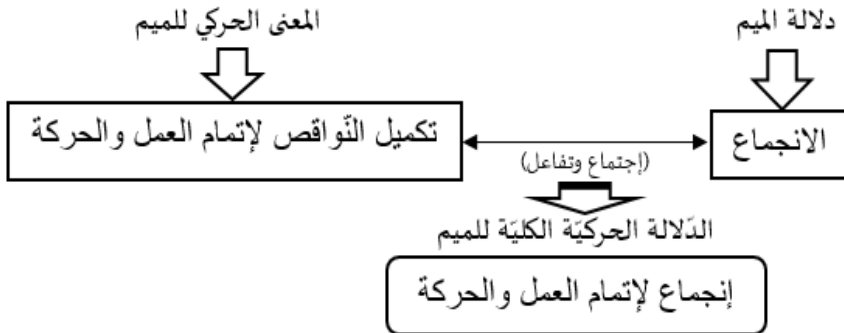 دلالة الميم
المعنى الحركي للميم
الانجماع
تكميل النّواقص لإتمام العمل والحركة
(إجتماع وتفاعل)
الدّلالة الحركيّة الكليّة للميم
إنجماع لإتمام العمل والحركة